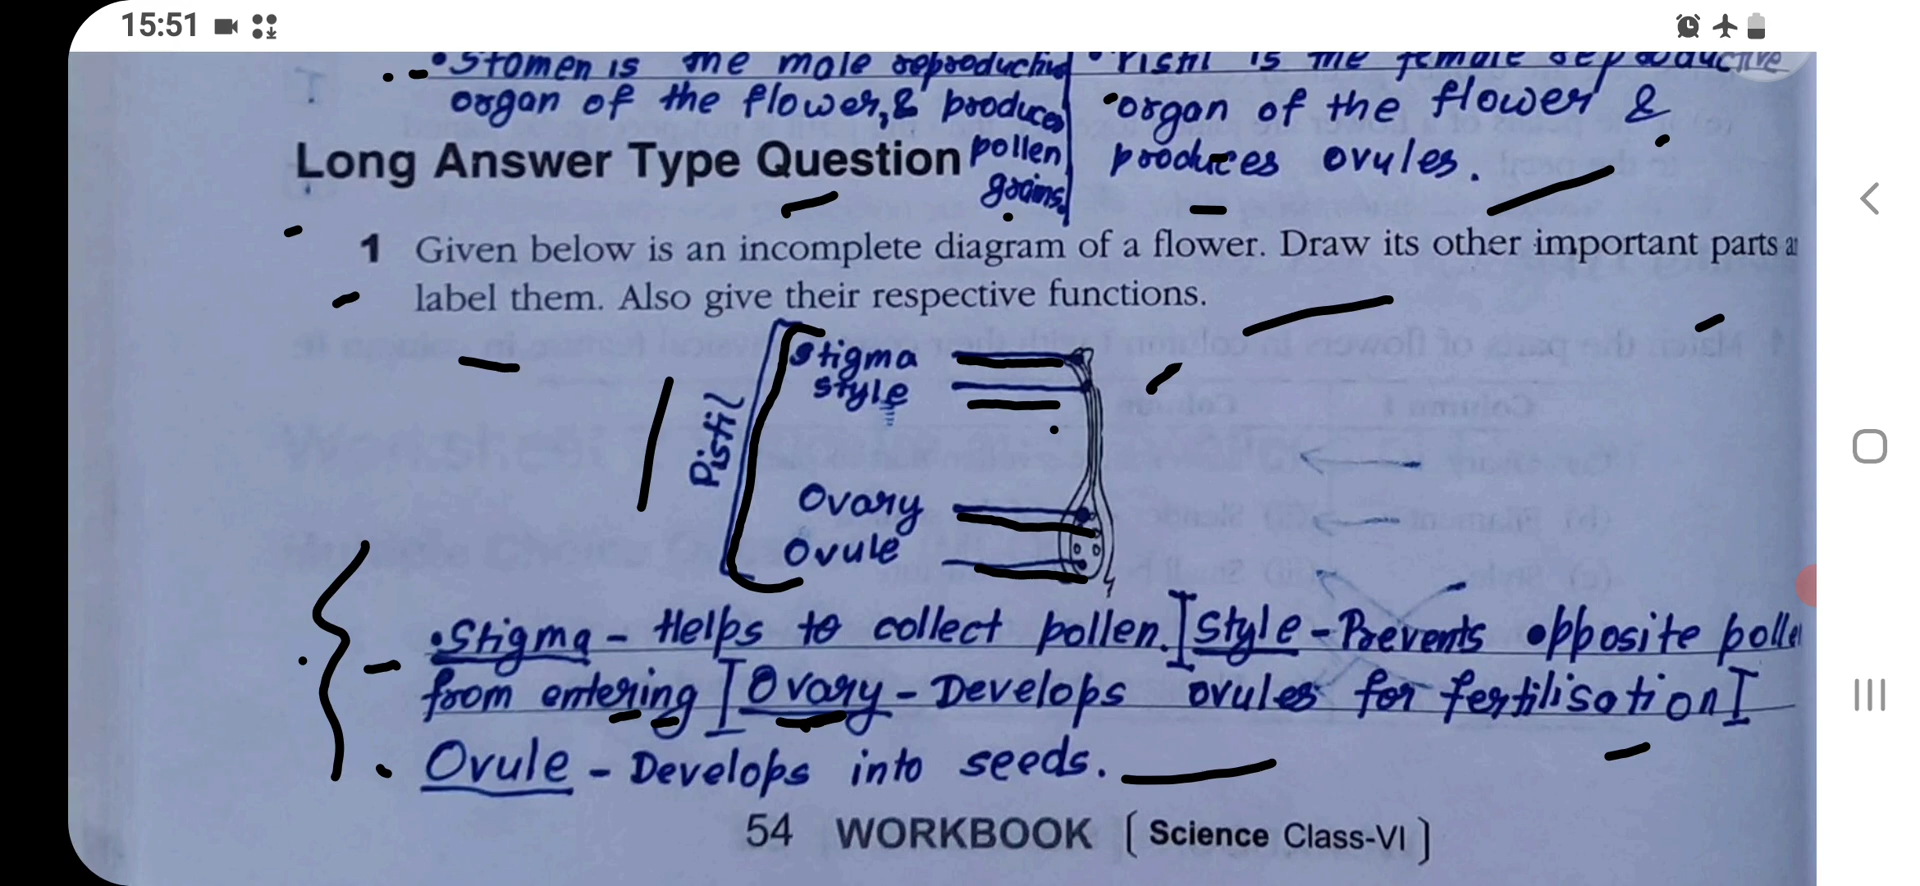 15:51
•Stamen is the male reproductive
organ of the flower, & produces
pollen
grains.
• Pistil is the female reproductive
organ of the flower &
produces ovules.
Long Answer Type Question
1 Given below is an incomplete diagram of a flower. Draw its other important parts
label them. Also give their respective functions.
Pistil
Stigma
Style
Ovary
Ovule
•Stigma - Helps to collect pollen. Style - Prevents opposite
from entering Ovary - Develops ovules for fertilisation
Ovule - Develops into seeds.
54 WORKBOOK [Science Class-VI]